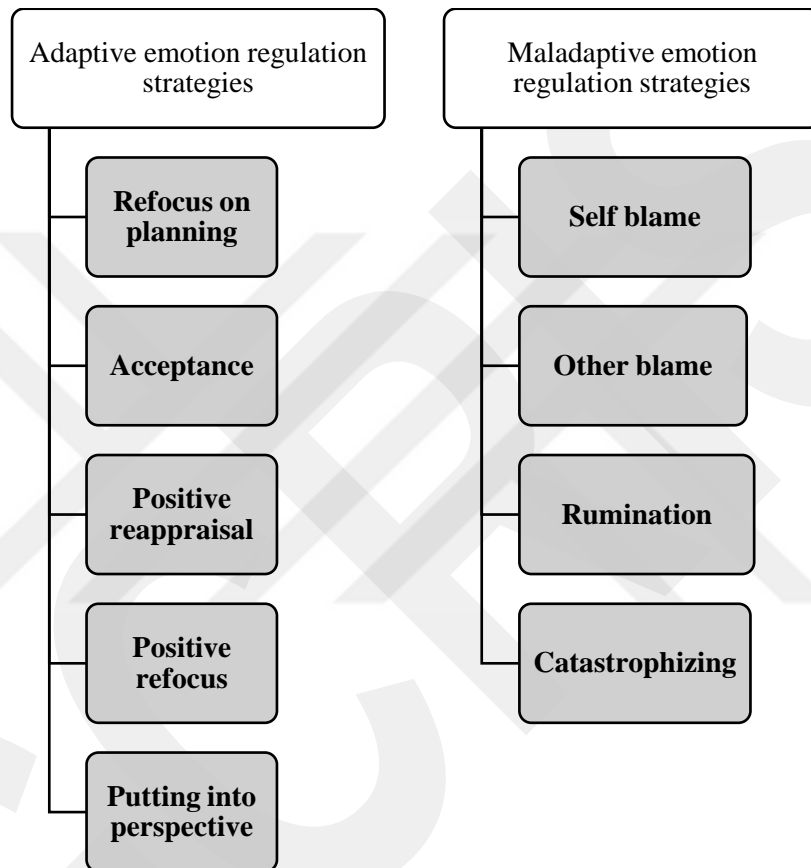 Adaptive emotion regulation
strategies
Refocus on
planning
Acceptance
Positive
reappraisal
Positive
refocus
Putting into
perspective
Maladaptive emotion
regulation strategies
Self blame
Other blame
Rumination
Catastrophizing